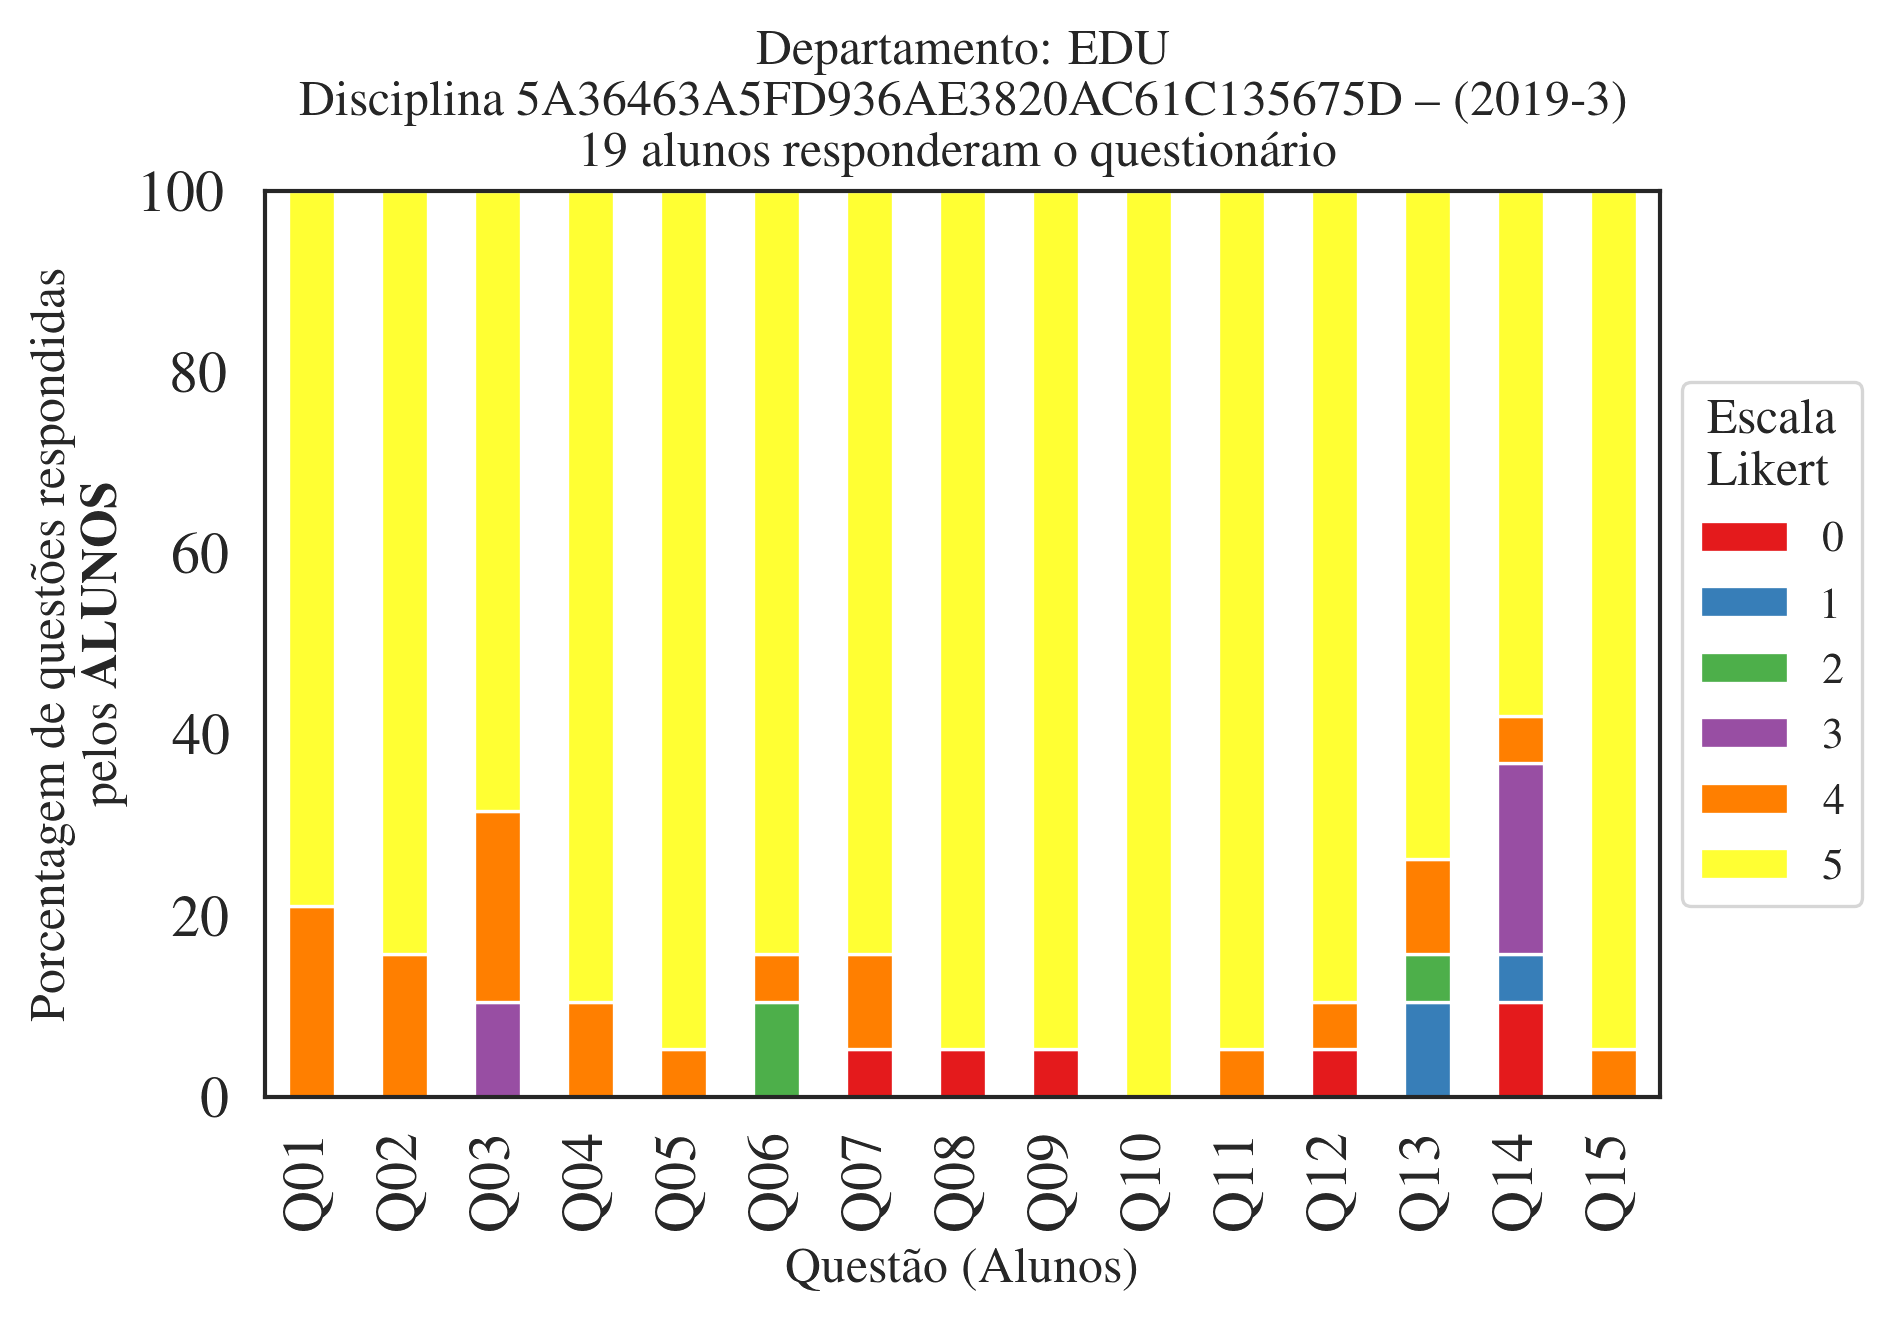 Departamento: EDU
Disciplina 5A36463A5FD936AE3820AC61C135675D – (2019-3)
19 alunos responderam o questionário
Porcentagem de questões respondidas
pelos ALUNOS
100
80
60
40
20
0
Q01
Q02
Q03
Q04
Q05
Q06
Q07
Q08
Q09
Q10
Q11
Q12
Q13
Q14
Q15
Questão (Alunos)
Escala
Likert
0
1
2
3
4
5